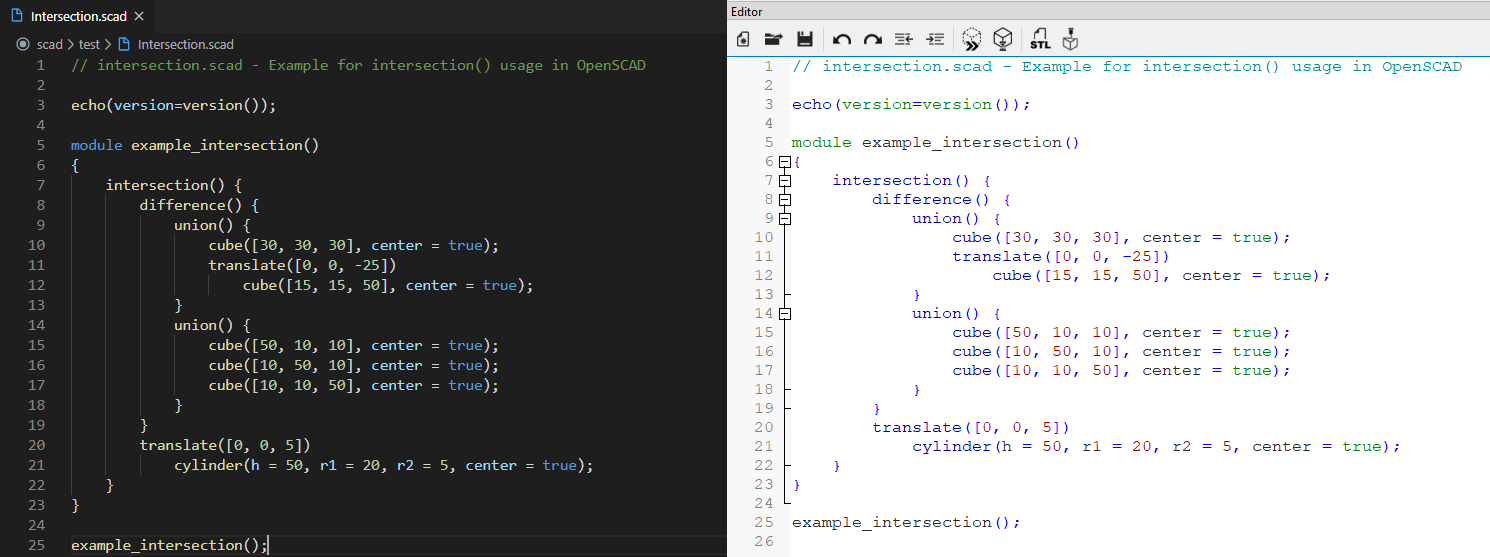 Intersection.scad
scad > test > Intersection.scad
1 // intersection.scad - Example for intersection() usage in OpenSCAD
2
3 echo(version=version());
4
5 module example_intersection()
6 {
7     intersection() {
8         difference() {
9             union() {
10                 cube([30, 30, 30], center = true);
11                 translate([0, 0, -25])
12                     cube([15, 15, 50], center = true);
13             }
14             union() {
15                 cube([50, 10, 10], center = true);
16                 cube([10, 50, 10], center = true);
17                 cube([10, 10, 50], center = true);
18             }
19         }
20         translate([0, 0, 5])
21             cylinder(h = 50, r1 = 20, r2 = 5, center = true);
22     }
23 }
24
25 example_intersection();
Editor
STL
1 // intersection.scad - Example for intersection() usage in OpenSCAD
2
3 echo(version=version());
4
5 module example_intersection()
6 {
7     intersection() {
8         difference() {
9             union() {
10                 cube([30, 30, 30], center = true);
11                 translate([0, 0, -25])
12                     cube([15, 15, 50], center = true);
13             }
14             union() {
15                 cube([50, 10, 10], center = true);
16                 cube([10, 50, 10], center = true);
17                 cube([10, 10, 50], center = true);
18             }
19         }
20         translate([0, 0, 5])
21             cylinder(h = 50, r1 = 20, r2 = 5, center = true);
22     }
23 }
24
25 example_intersection();
26